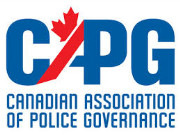 CAPG
CANADIAN ASSOCIATION
OF POLICE GOVERNANCE